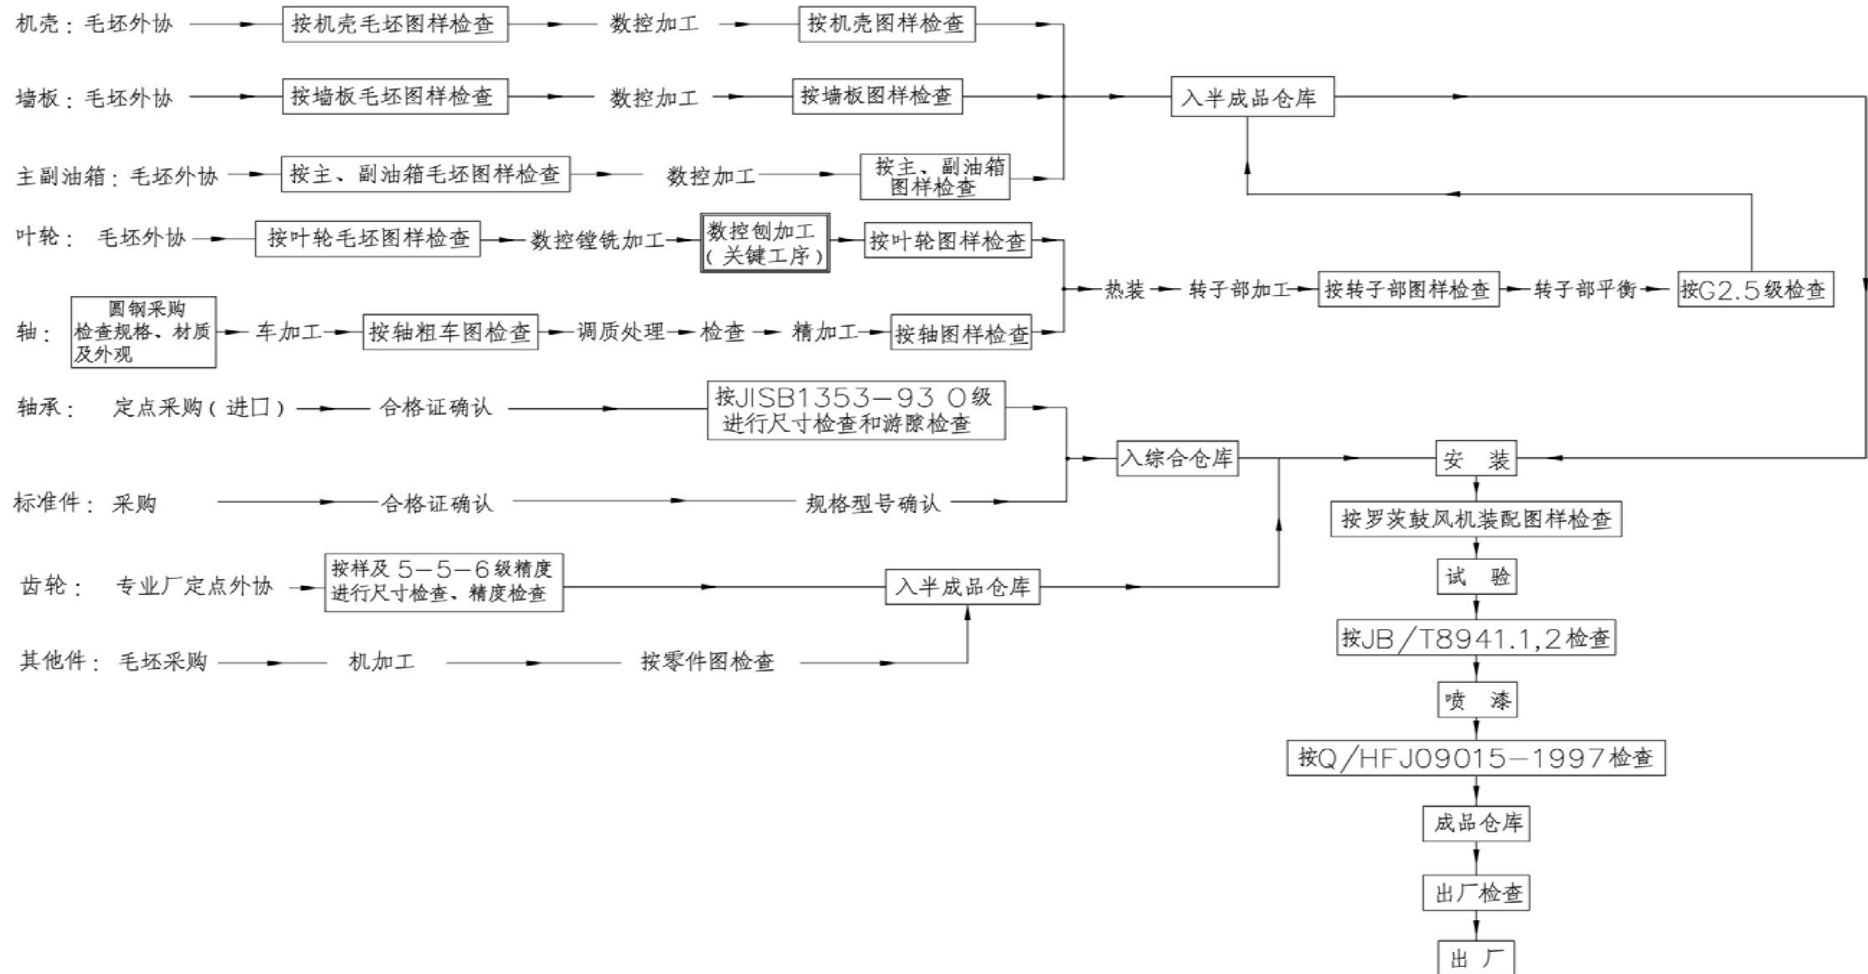 机壳：毛坯外协
按机壳毛坯图样检查
数控加工
按机壳图样检查
墙板：毛坯外协
按墙板毛坯图样检查
数控加工
按墙板图样检查
入半成品仓库
主副油箱：毛坯外协
按主、副油箱毛坯图样检查
数控加工
按主、副油箱
图样检查
叶轮：
毛坯外协
按叶轮毛坯图样检查
数控镗铣加工
数控刨加工
(关键工序)
按叶轮图样检查
热装
转子部加工
按转子部图样检查
转子部平衡
按G2.5级检查
轴：
圆钢采购
检查规格、材质
及外观
车加工
按轴粗车图检查
调质处理
检查
精加工
按轴图样检查
轴承：
定点采购(进口)
合格证确认
按JISB1353-93 0级
进行尺寸检查和游隙检查
入综合仓库
安 装
标准件：
采购
合格证确认
规格型号确认
按罗茨鼓风机装配图样检查
齿轮：
专业厂定点外协
按样及 5-5-6级精度
进行尺寸检查、精度检查
入半成品仓库
试 验
按JB/T8941.1,2检查
其他件：
毛坯采购
机加工
按零件图检查
喷 漆
按Q/HFJ09015-1997检查
成品仓库
出厂检查
出 厂